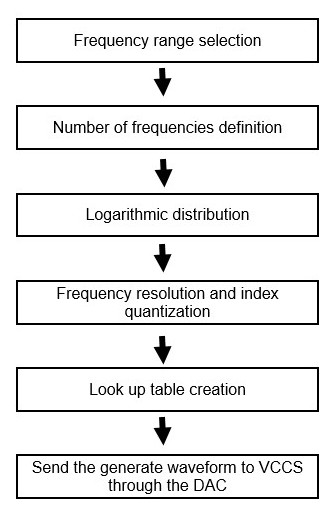 Frequency range selection
Number of frequencies definition
Logarithmic distribution
Frequency resolution and index
quantization
Look up table creation
Send the generate waveform to VCCS
through the DAC